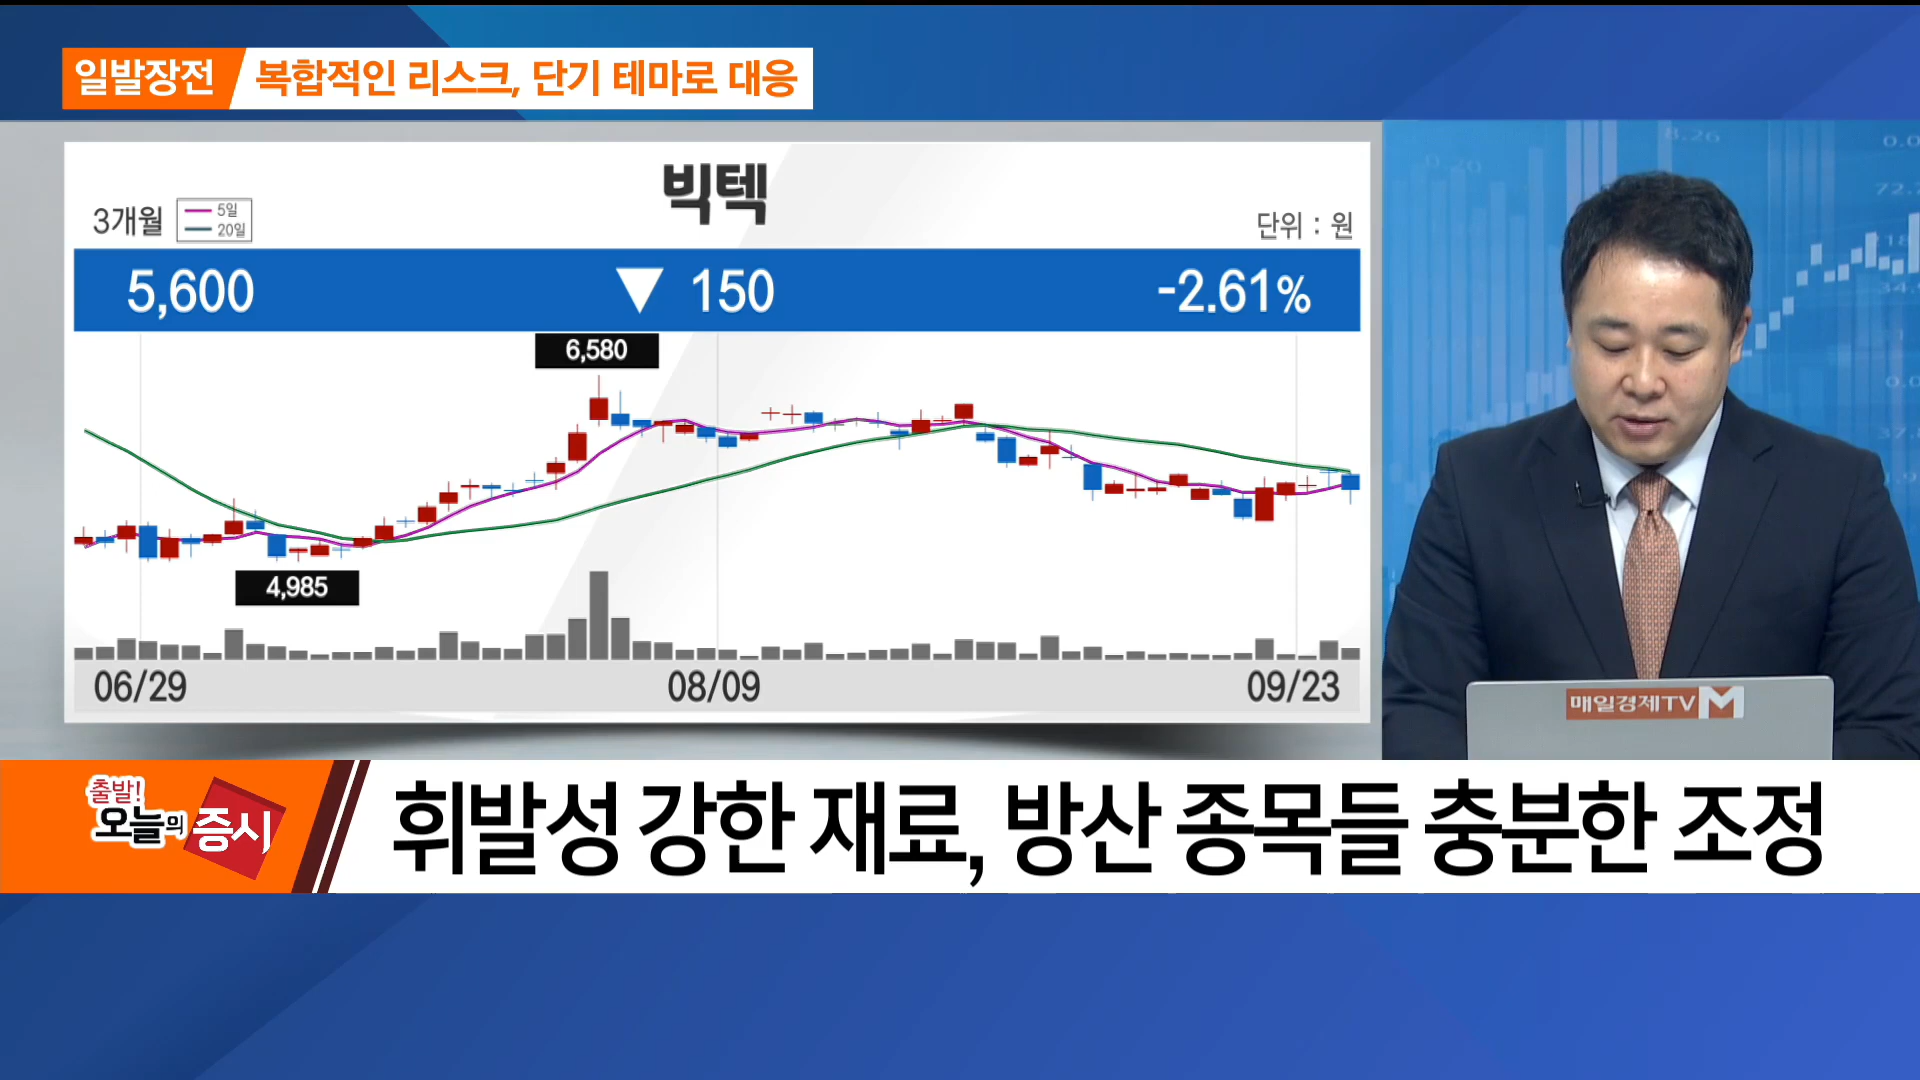 일발장전 복합적인 리스크, 단기 테마로 대응
빅텍
3개월
5일
20일
단위 : 원
5,600 ▼ 150 -2.61%
6,580
4,985
06/29 08/09 09/23
매일경제TV M
출발!
오늘의 증시
휘발성 강한 재료, 방산 종목들 충분한 조정